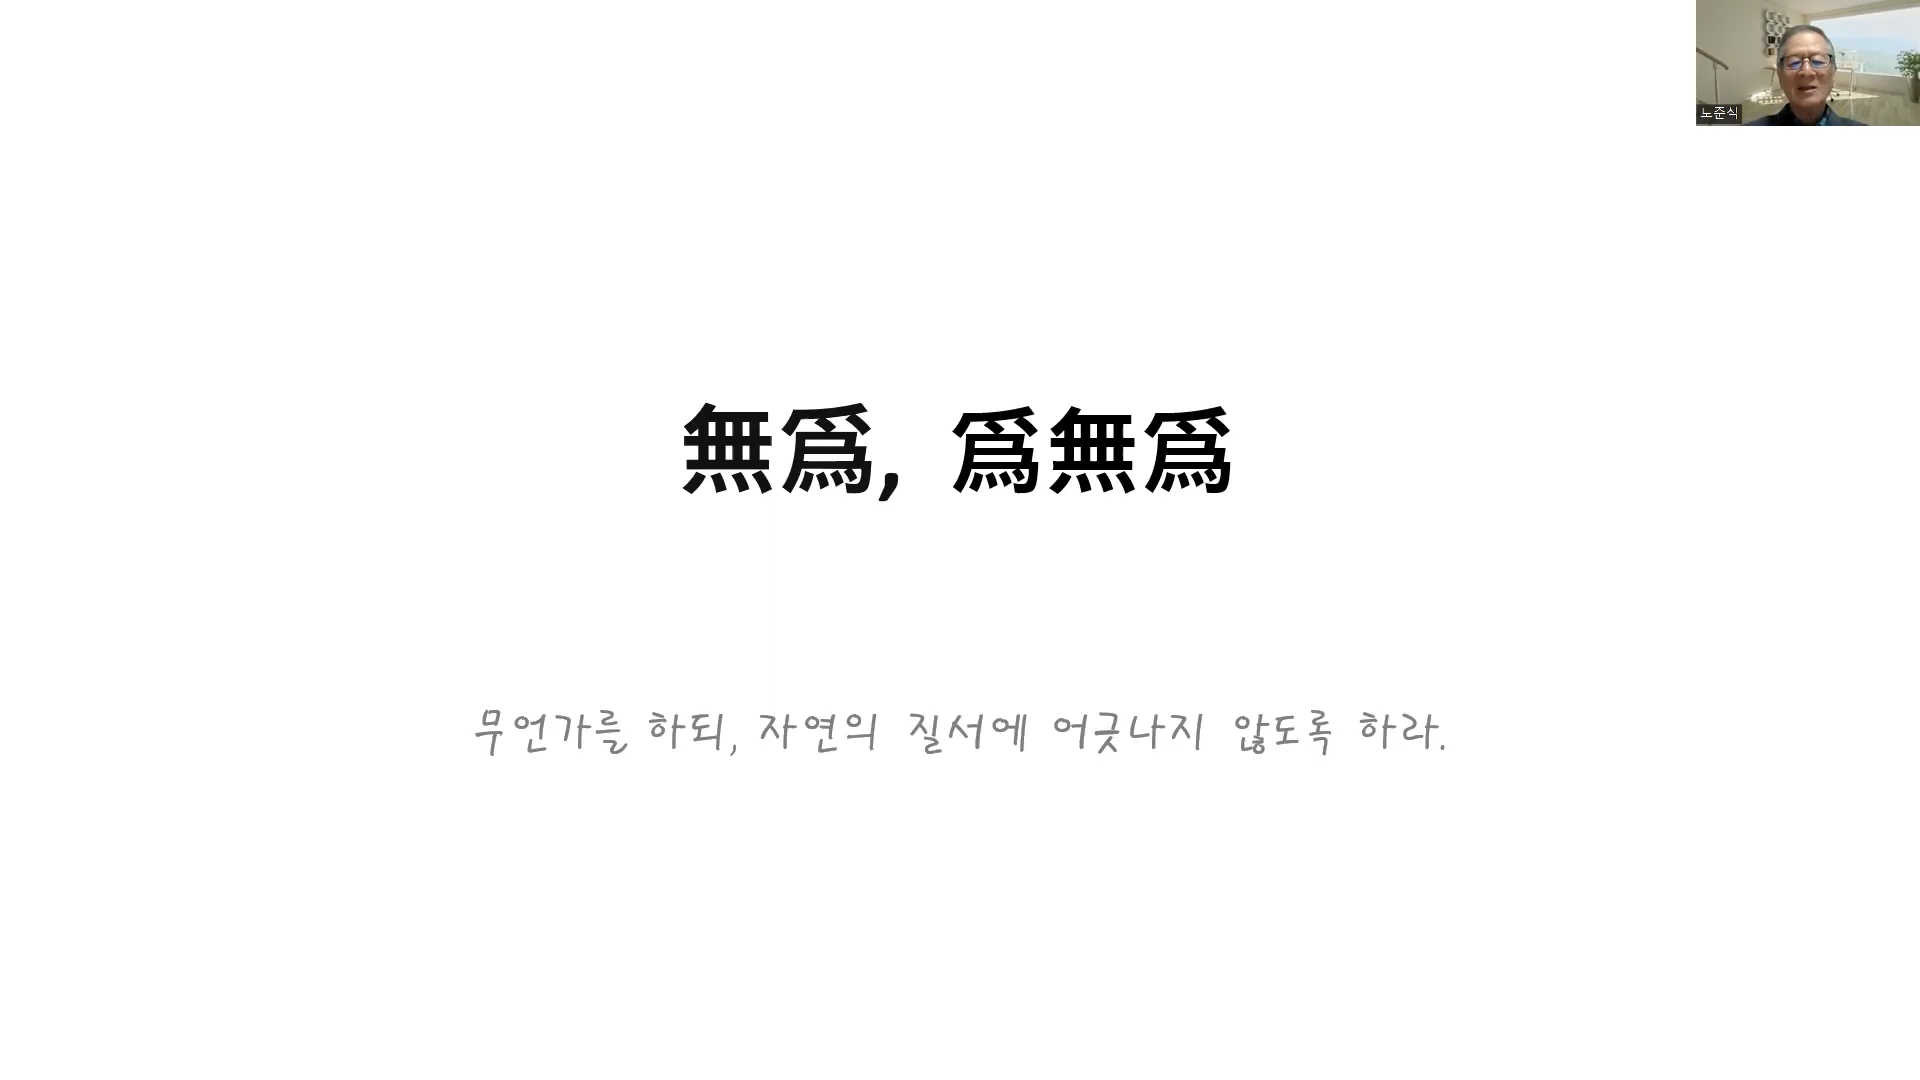 노준식
無爲, 爲無爲
무언가를 하되, 자연의 질서에 어긋나지 않도록 하라.